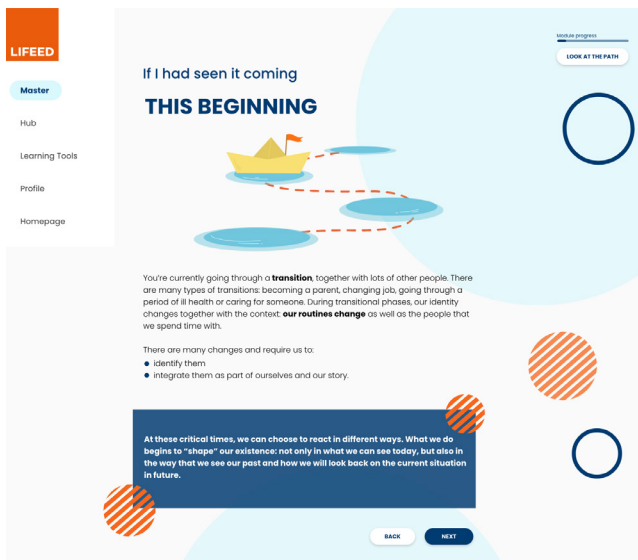 LIFEED
Master
Hub
Learning Tools
Profile
Homepage
Module progress
LOOK AT THE PATH
If I had seen it coming
THIS BEGINNING
You're currently going through a transition, together with lots of other people. There
are many types of transitions: becoming a parent, changing job, going through a
period of ill health or caring for someone. During transitional phases, our identity
changes together with the context: our routines change as well as the people that
we spend time with.
There are many changes and require us to:
identify them
integrate them as part of ourselves and our story.
At these critical times, we can choose to react in different ways. What we do
begins to “shape” our existence: not only in what we can see today, but also in
the way that we see our past and how we will look back on the current situation
in future.
BACK
NEXT